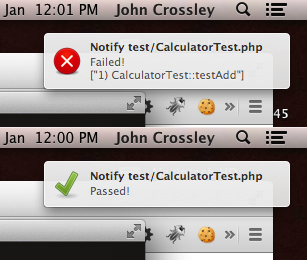 Jan 12:01 PM John Crossley
Notify test/CalculatorTest.php
Failed!
["1) CalculatorTest::testAdd"]
45
Jan 12:00 PM John Crossley
Notify test/CalculatorTest.php
Passed!